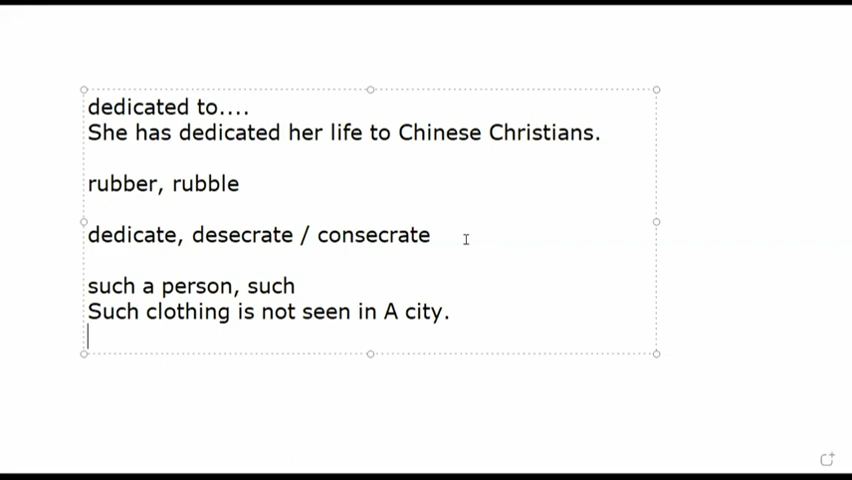 dedicated to....
She has dedicated her life to Chinese Christians.
rubber, rubble
dedicate, desecrate / consecrate
such a person, such
Such clothing is not seen in A city.